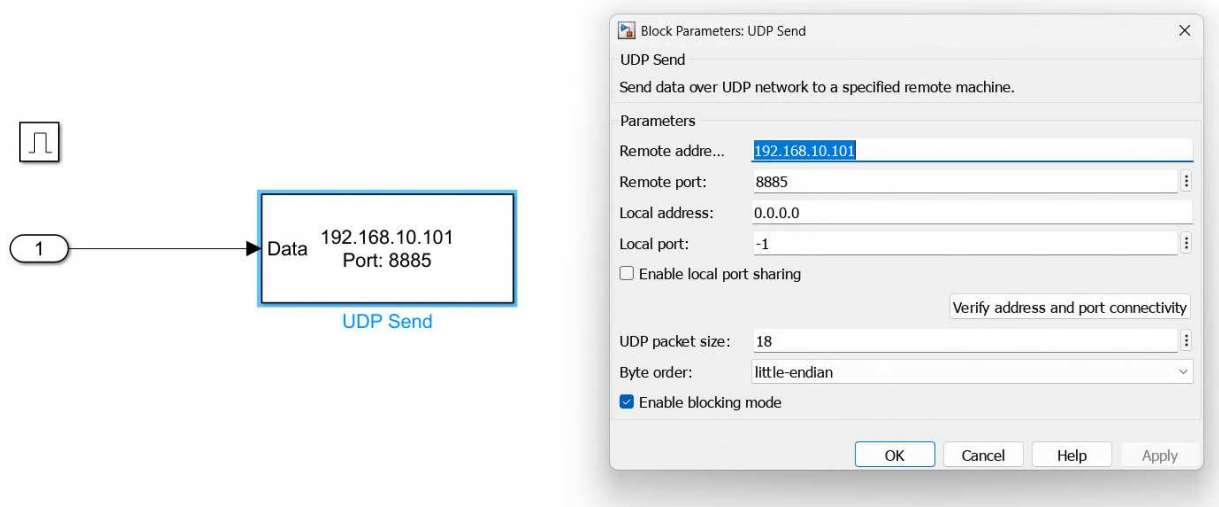 1
Data
192.168.10.101
Port: 8885
UDP Send
Block Parameters: UDP Send
UDP Send
Send data over UDP network to a specified remote machine.
Parameters
Remote addre... 192.168.10.101
Remote port: 8885
Local address: 0.0.0.0
Local port: -1
Enable local port sharing
Verify address and port connectivity
UDP packet size: 18
Byte order: little-endian
Enable blocking mode
OK Cancel Help Apply